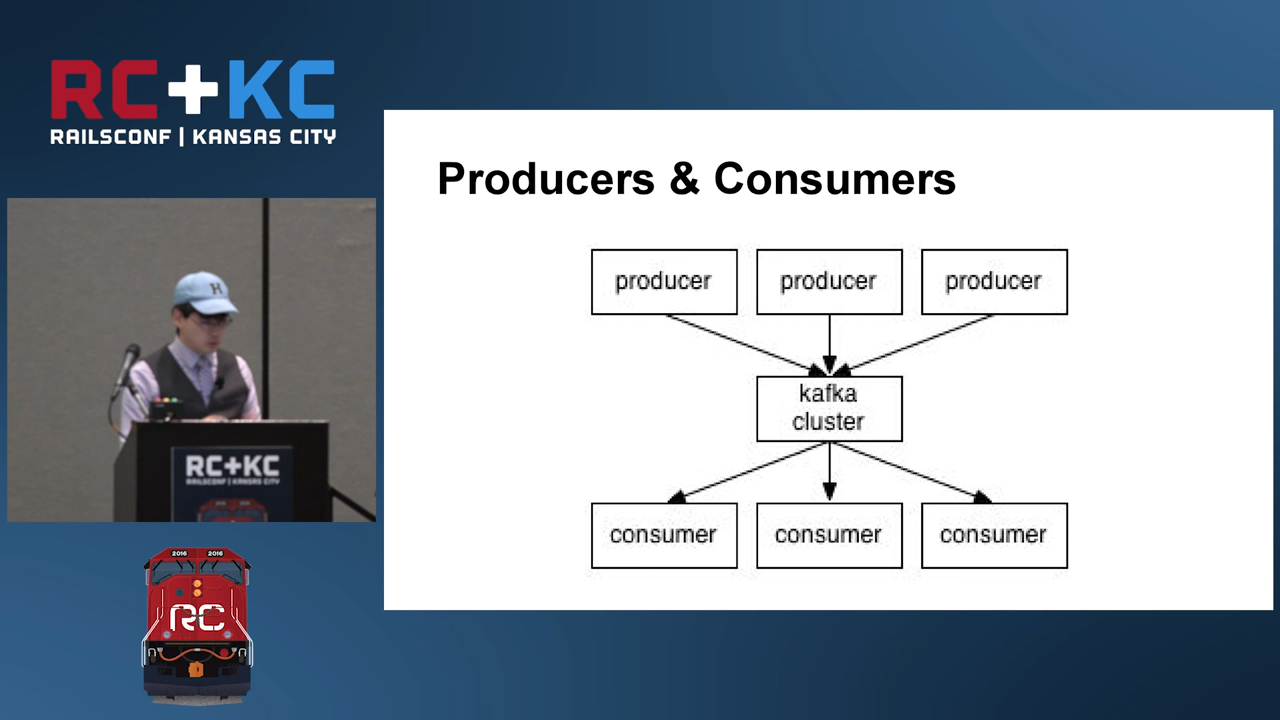 RC+KC
RAILSCONF | KANSAS CITY
Producers & Consumers
producer producer producer
kafka
cluster
consumer consumer consumer
H
RC+KC
RAILSCONF | KANSAS CITY
2016 2016
RC